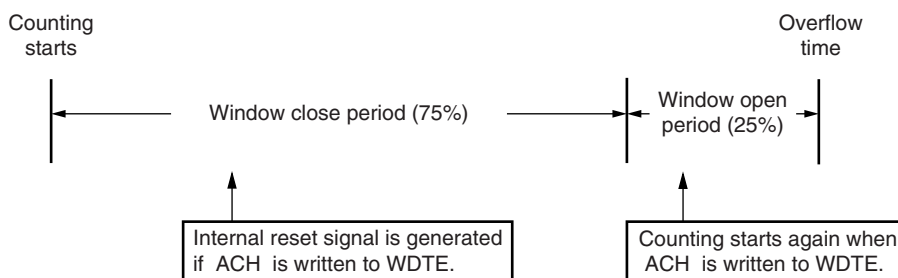 Counting
starts
Overflow
time
Window close period (75%)
Window open
period (25%)
Internal reset signal is generated
if ACH is written to WDTE.
Counting starts again when
ACH is written to WDTE.